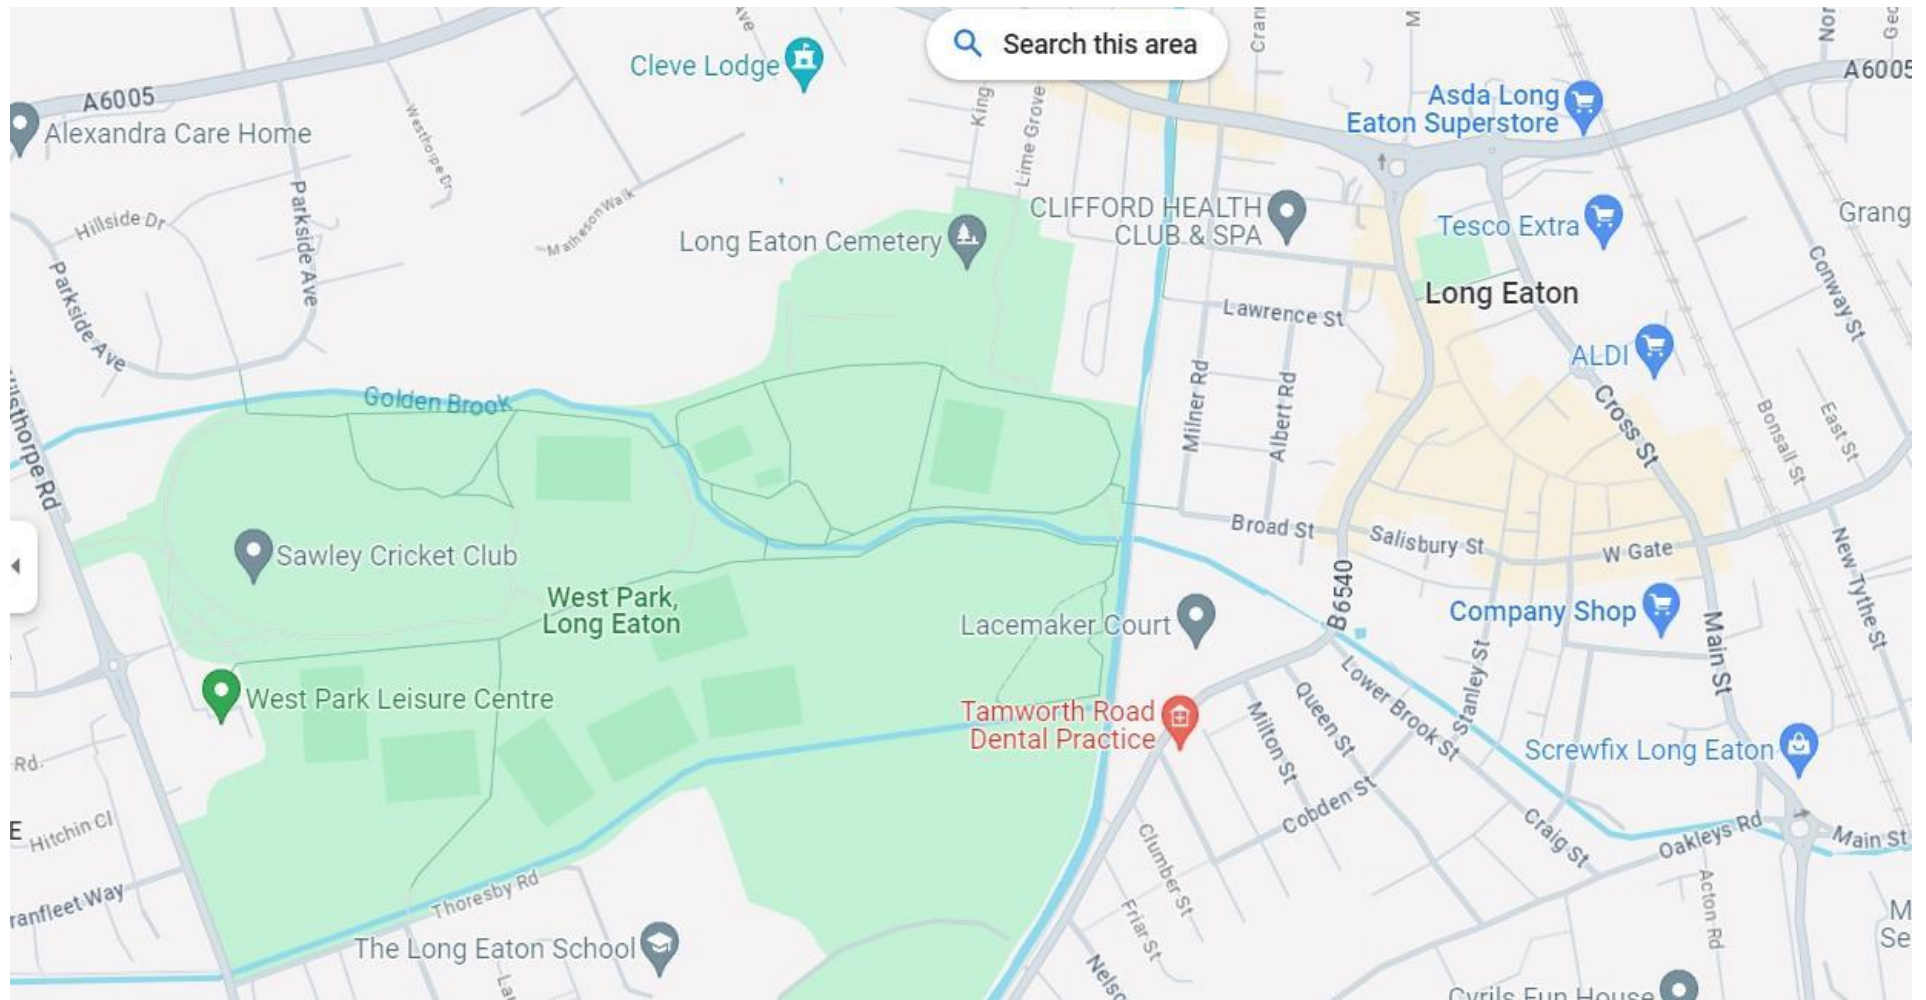 Search this area
Cleve Lodge
A6005
Alexandra Care Home
Westhorpe Dr
King
Lime Grove
Asda Long
Eaton Superstore
A6005
Hillside Dr
Parkside Ave
Matheson Walk
Long Eaton Cemetery
CLIFFORD HEALTH
CLUB & SPA
Tesco Extra
Parkside Ave
Lawrence St
Long Eaton
Conway St
ALDI
Golden Brook
Milner Rd
Albert Rd
Cross St
Bonsall St
East St
Broad St
Salisbury St
W Gate
New Tythe St
Sawley Cricket Club
West Park,
Long Eaton
B6540
Company Shop
Lacemaker Court
Main St
West Park Leisure Centre
Stanley St
Lower Brook St
Queen St
Milton St
Tamworth Road
Dental Practice
Screwfix Long Eaton
Rd.
Cobden St
Craig St
Oakleys Rd
Main St
E
Hitchin Cl
Clumber St
Thoresby Rd
Friar St
Acton Rd
The Long Eaton School
Cyrils Fun House